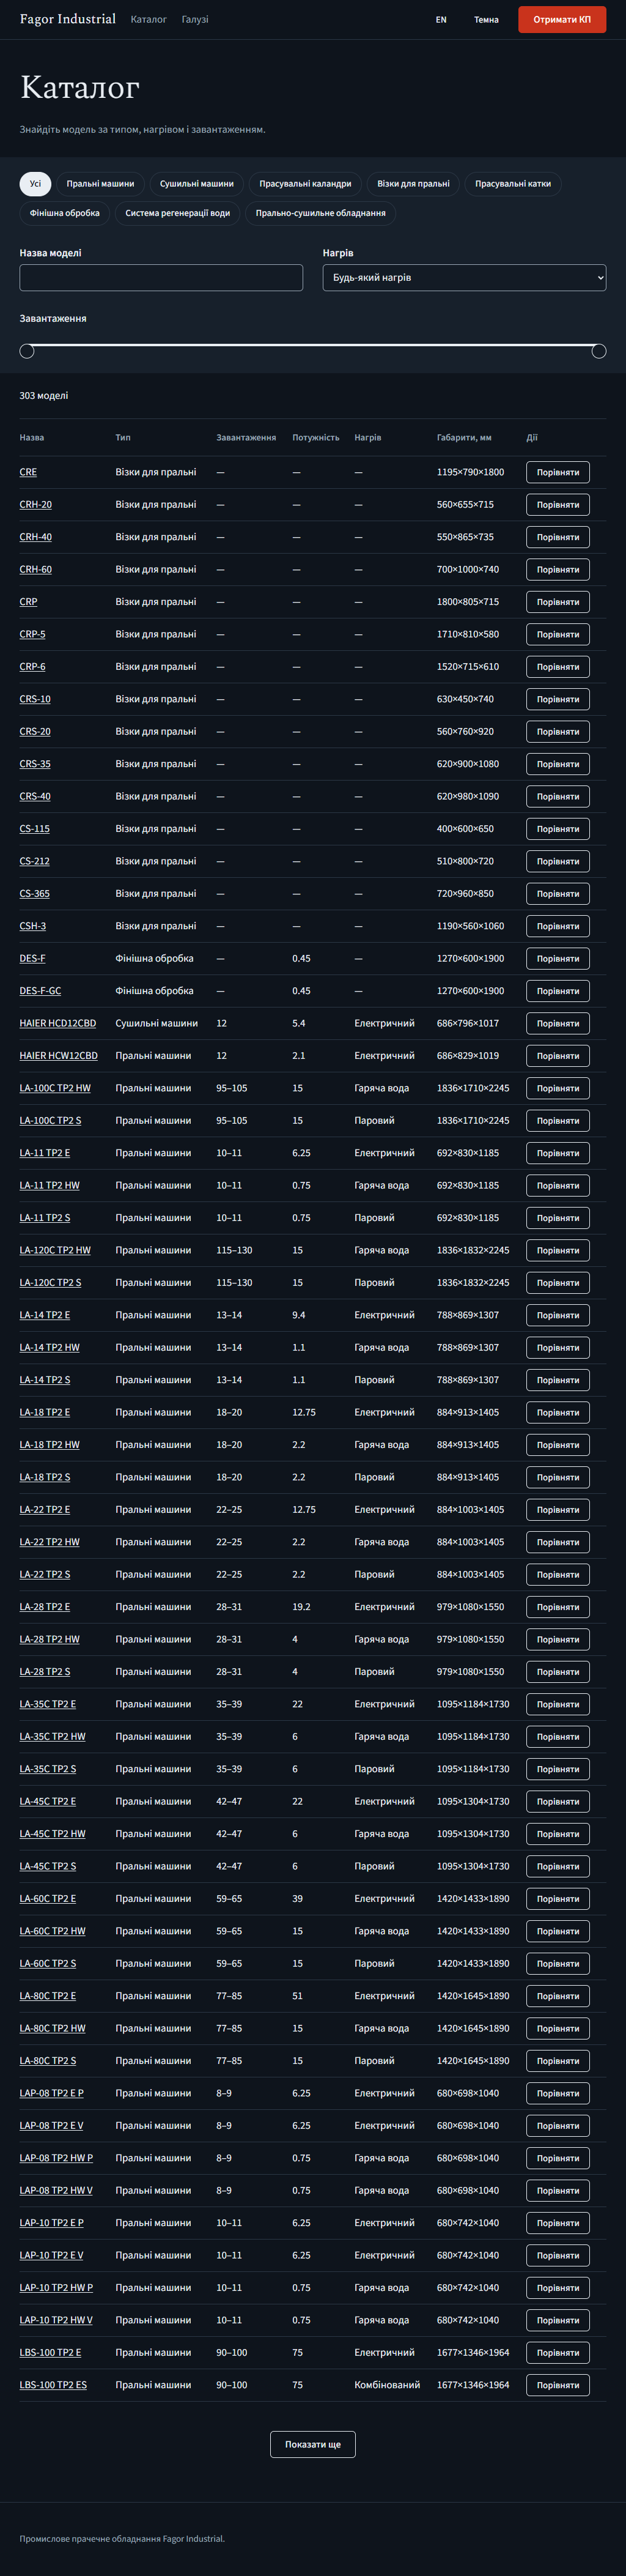 Fagor Industrial Каталог Галузі EN Темна Отримати КП
Каталог
Знайдіть модель за типом, нагрівом і завантаженням.
Усі Пральні машини Сушильні машини Прасувальні каландри Візки для пральні Прасувальні катки
Фінішна обробка Система регенерації води Прально-сушильне обладнання
Назва моделі Нагрів
Будь-який нагрів
Завантаження
303 моделі
Назва Тип Завантаження Потужність Нагрів Габарити, мм Дії
CRE Візки для пральні — — — 1195×790×1800 Порівняти
CRH-20 Візки для пральні — — — 560×655×715 Порівняти
CRH-40 Візки для пральні — — — 550×865×735 Порівняти
CRH-60 Візки для пральні — — — 700×1000×740 Порівняти
CRP Візки для пральні — — — 1800×805×715 Порівняти
CRP-5 Візки для пральні — — — 1710×810×580 Порівняти
CRP-6 Візки для пральні — — — 1520×715×610 Порівняти
CRS-10 Візки для пральні — — — 630×450×740 Порівняти
CRS-20 Візки для пральні — — — 560×760×920 Порівняти
CRS-35 Візки для пральні — — — 620×900×1080 Порівняти
CRS-40 Візки для пральні — — — 620×980×1090 Порівняти
CS-115 Візки для пральні — — — 400×600×650 Порівняти
CS-212 Візки для пральні — — — 510×800×720 Порівняти
CS-365 Візки для пральні — — — 720×960×850 Порівняти
CSH-3 Візки для пральні — — — 1190×560×1060 Порівняти
DES-F Фінішна обробка — 0.45 — 1270×600×1900 Порівняти
DES-F-GC Фінішна обробка — 0.45 — 1270×600×1900 Порівняти
HAIER HCD12CBD Сушильні машини 12 5.4 Електричний 686×796×1017 Порівняти
HAIER HCW12CBD Пральні машини 12 2.1 Електричний 686×829×1019 Порівняти
LA-100C TP2 HW Пральні машини 95–105 15 Гаряча вода 1836×1710×2245 Порівняти
LA-100C TP2 S Пральні машини 95–105 15 Паровий 1836×1710×2245 Порівняти
LA-11 TP2 E Пральні машини 10–11 6.25 Електричний 692×830×1185 Порівняти
LA-11 TP2 HW Пральні машини 10–11 0.75 Гаряча вода 692×830×1185 Порівняти
LA-11 TP2 S Пральні машини 10–11 0.75 Паровий 692×830×1185 Порівняти
LA-120C TP2 HW Пральні машини 115–130 15 Гаряча вода 1836×1832×2245 Порівняти
LA-120C TP2 S Пральні машини 115–130 15 Паровий 1836×1832×2245 Порівняти
LA-14 TP2 E Пральні машини 13–14 9.4 Електричний 788×869×1307 Порівняти
LA-14 TP2 HW Пральні машини 13–14 1.1 Гаряча вода 788×869×1307 Порівняти
LA-14 TP2 S Пральні машини 13–14 1.1 Паровий 788×869×1307 Порівняти
LA-18 TP2 E Пральні машини 18–20 12.75 Електричний 884×913×1405 Порівняти
LA-18 TP2 HW Пральні машини 18–20 2.2 Гаряча вода 884×913×1405 Порівняти
LA-18 TP2 S Пральні машини 18–20 2.2 Паровий 884×913×1405 Порівняти
LA-22 TP2 E Пральні машини 22–25 12.75 Електричний 884×1003×1405 Порівняти
LA-22 TP2 HW Пральні машини 22–25 2.2 Гаряча вода 884×1003×1405 Порівняти
LA-22 TP2 S Пральні машини 22–25 2.2 Паровий 884×1003×1405 Порівняти
LA-28 TP2 E Пральні машини 28–31 19.2 Електричний 979×1080×1550 Порівняти
LA-28 TP2 HW Пральні машини 28–31 4 Гаряча вода 979×1080×1550 Порівняти
LA-28 TP2 S Пральні машини 28–31 4 Паровий 979×1080×1550 Порівняти
LA-35C TP2 E Пральні машини 35–39 22 Електричний 1095×1184×1730 Порівняти
LA-35C TP2 HW Пральні машини 35–39 6 Гаряча вода 1095×1184×1730 Порівняти
LA-35C TP2 S Пральні машини 35–39 6 Паровий 1095×1184×1730 Порівняти
LA-45C TP2 E Пральні машини 42–47 22 Електричний 1095×1304×1730 Порівняти
LA-45C TP2 HW Пральні машини 42–47 6 Гаряча вода 1095×1304×1730 Порівняти
LA-45C TP2 S Пральні машини 42–47 6 Паровий 1095×1304×1730 Порівняти
LA-60C TP2 E Пральні машини 59–65 39 Електричний 1420×1433×1890 Порівняти
LA-60C TP2 HW Пральні машини 59–65 15 Гаряча вода 1420×1433×1890 Порівняти
LA-60C TP2 S Пральні машини 59–65 15 Паровий 1420×1433×1890 Порівняти
LA-80C TP2 E Пральні машини 77–85 51 Електричний 1420×1645×1890 Порівняти
LA-80C TP2 HW Пральні машини 77–85 15 Гаряча вода 1420×1645×1890 Порівняти
LA-80C TP2 S Пральні машини 77–85 15 Паровий 1420×1645×1890 Порівняти
LAP-08 TP2 E P Пральні машини 8–9 6.25 Електричний 680×698×1040 Порівняти
LAP-08 TP2 E V Пральні машини 8–9 6.25 Електричний 680×698×1040 Порівняти
LAP-08 TP2 HW P Пральні машини 8–9 0.75 Гаряча вода 680×698×1040 Порівняти
LAP-08 TP2 HW V Пральні машини 8–9 0.75 Гаряча вода 680×698×1040 Порівняти
LAP-10 TP2 E P Пральні машини 10–11 6.25 Електричний 680×742×1040 Порівняти
LAP-10 TP2 E V Пральні машини 10–11 6.25 Електричний 680×742×1040 Порівняти
LAP-10 TP2 HW P Пральні машини 10–11 0.75 Гаряча вода 680×742×1040 Порівняти
LAP-10 TP2 HW V Пральні машини 10–11 0.75 Гаряча вода 680×742×1040 Порівняти
LBS-100 TP2 E Пральні машини 90–100 75 Електричний 1677×1346×1964 Порівняти
LBS-100 TP2 ES Пральні машини 90–100 75 Комбінований 1677×1346×1964 Порівняти
Показати ще
Промислове прачечне обладнання Fagor Industrial.